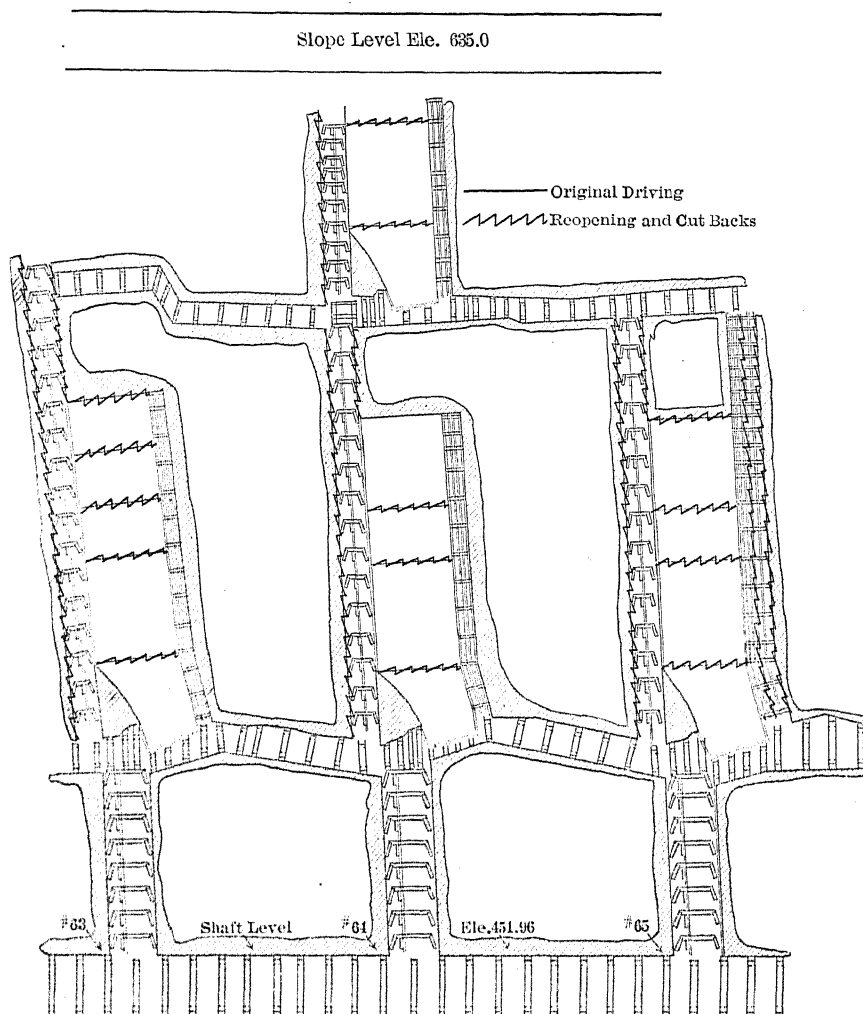 Slope Level Ele. 635.0
Original Driving
Reopening and Cut Backs
#63
Shaft Level
#64
Ele.451.96
#65